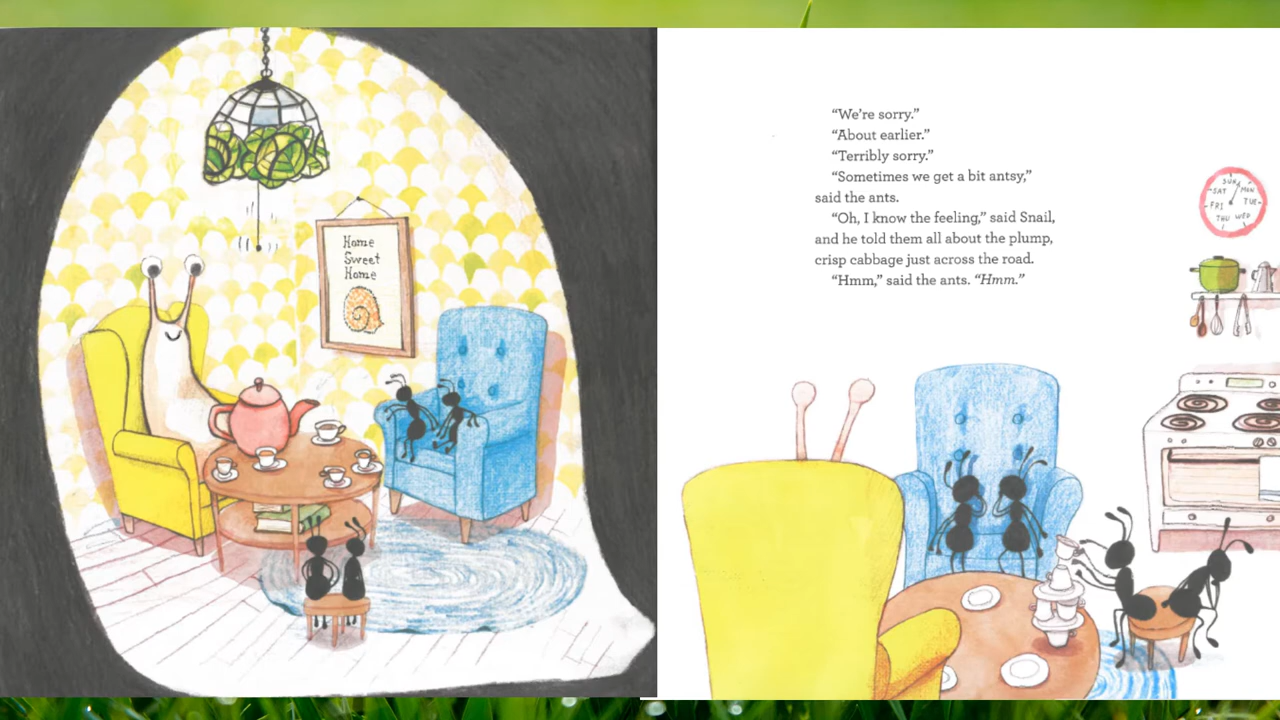 Home
Sweet
Home
“We’re sorry.”
“About earlier.”
“Terribly sorry.”
“Sometimes we get a bit antsy,”
said the ants.
“Oh, I know the feeling,” said Snail,
and he told them all about the plump,
crisp cabbage just across the road.
“Hmm,” said the ants. “Hmm.”
SUN
MON
TUE
WED
THU
FRI
SAT